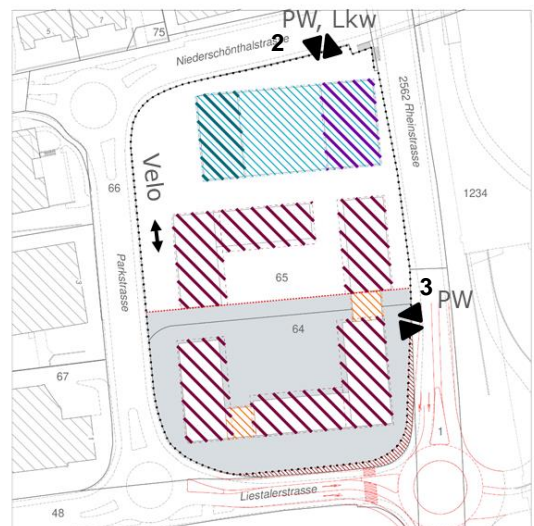 PW, Lkw
2
5
7
75
Niederschönthalstrasse
2562 Rheinstrasse
Velo
66
1234
65
3
PW
Parkstrasse
64
67
1
Liestalerstrasse
48